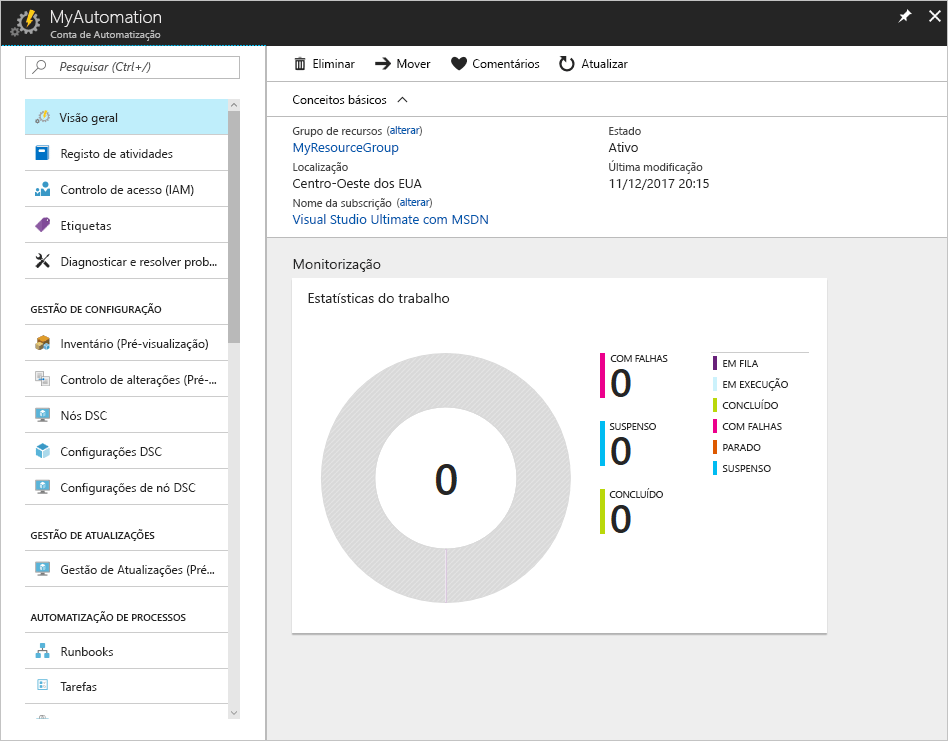 MyAutomation
Conta de Automatização
Pesquisar (Ctrl+/)
Visão geral
Registo de atividades
Controlo de acesso (IAM)
Etiquetas
Diagnosticar e resolver prob...
GESTÃO DE CONFIGURAÇÃO
Inventário (Pré-visualização)
Controlo de alterações (Pré-...
Nós DSC
Configurações DSC
Configurações de nó DSC
GESTÃO DE ATUALIZAÇÕES
Gestão de Atualizações (Pré...
AUTOMATIZAÇÃO DE PROCESSOS
Runbooks
Tarefas
Eliminar Mover Comentários Atualizar
Conceitos básicos
Grupo de recursos (alterar)
MyResourceGroup
Localização
Centro-Oeste dos EUA
Nome da subscrição (alterar)
Visual Studio Ultimate com MSDN
Estado
Ativo
Última modificação
11/12/2017 20:15
Monitorização
Estatísticas do trabalho
0
COM FALHAS
0
SUSPENSO
0
CONCLUÍDO
0
EM FILA
EM EXECUÇÃO
CONCLUÍDO
COM FALHAS
PARADO
SUSPENSO